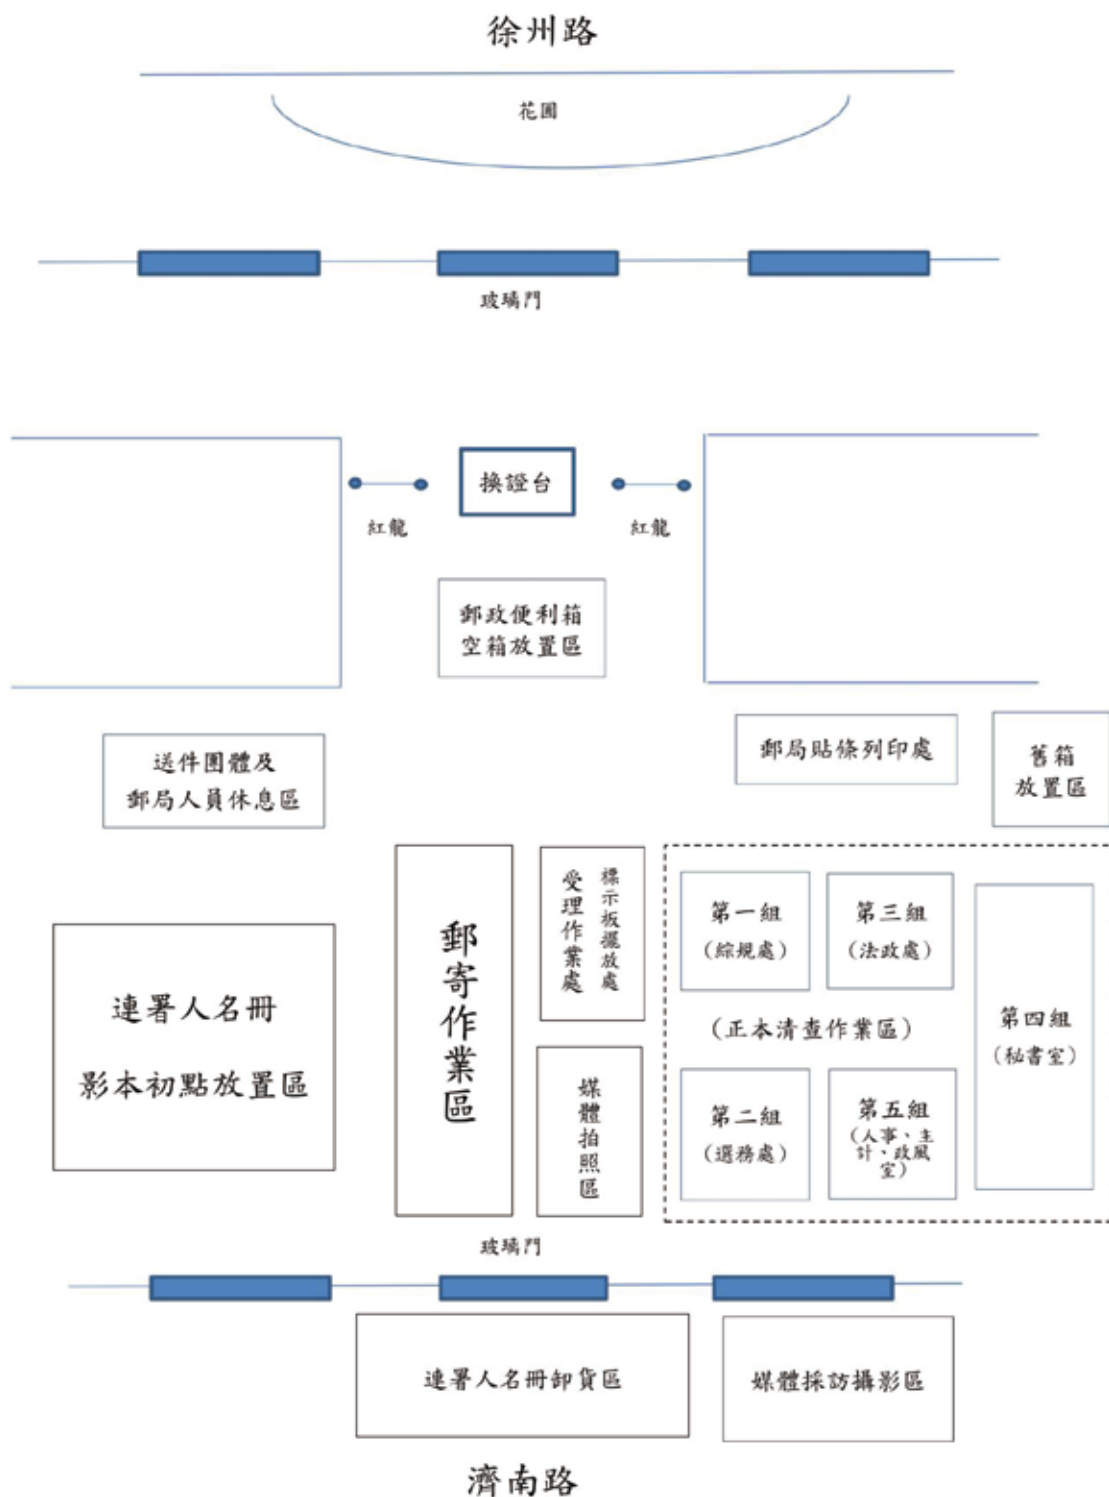 徐州路
花圃
玻璃門
換證台
紅龍
紅龍
郵政便利箱
空箱放置區
送件團體及
郵局人員休息區
郵局貼條列印處
舊箱
放置區
連署人名冊
影本初點放置區
郵寄作業區
標示板擺放處
受理作業處
媒體拍照區
第一組
(綜規處)
第三組
(法政處)
(正本清查作業區)
第二組
(選務處)
第五組
(人事、主
計、政風
室)
第四組
(秘書室)
玻璃門
連署人名冊卸貨區
媒體採訪攝影區
濟南路